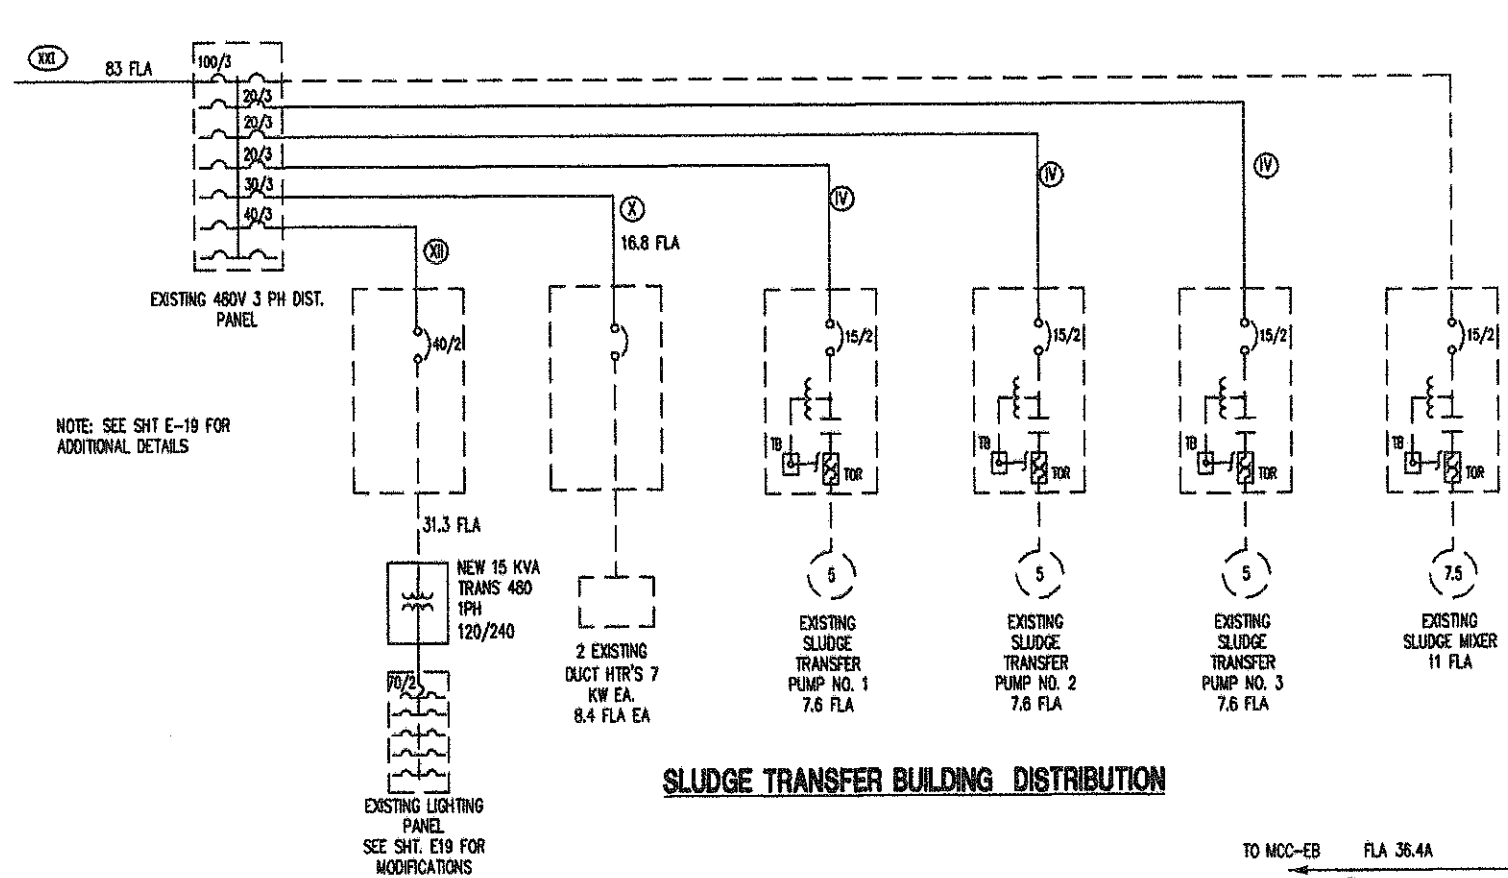 XXI
83 FLA
100/3
20/3
20/3
20/3
30/3
40/3
EXISTING 480V 3 PH DIST.
PANEL
XII
X
16.8 FLA
IV
IV
IV
NOTE: SEE SHT E-19 FOR
ADDITIONAL DETAILS
40/2
15/2
15/2
15/2
15/2
TB
TOR
TB
TOR
TB
TOR
TB
TOR
31.3 FLA
NEW 15 KVA
TRANS 480
1PH
120/240
70/2
EXISTING LIGHTING
PANEL
SEE SHT. E19 FOR
MODIFICATIONS
2 EXISTING
DUCT HTR'S 7
KW EA.
8.4 FLA EA
5
EXISTING
SLUDGE
TRANSFER
PUMP NO. 1
7.6 FLA
5
EXISTING
SLUDGE
TRANSFER
PUMP NO. 2
7.6 FLA
5
EXISTING
SLUDGE
TRANSFER
PUMP NO. 3
7.6 FLA
7.5
EXISTING
SLUDGE MIXER
11 FLA
SLUDGE TRANSFER BUILDING DISTRIBUTION
TO MCC-EB FLA 36.4A